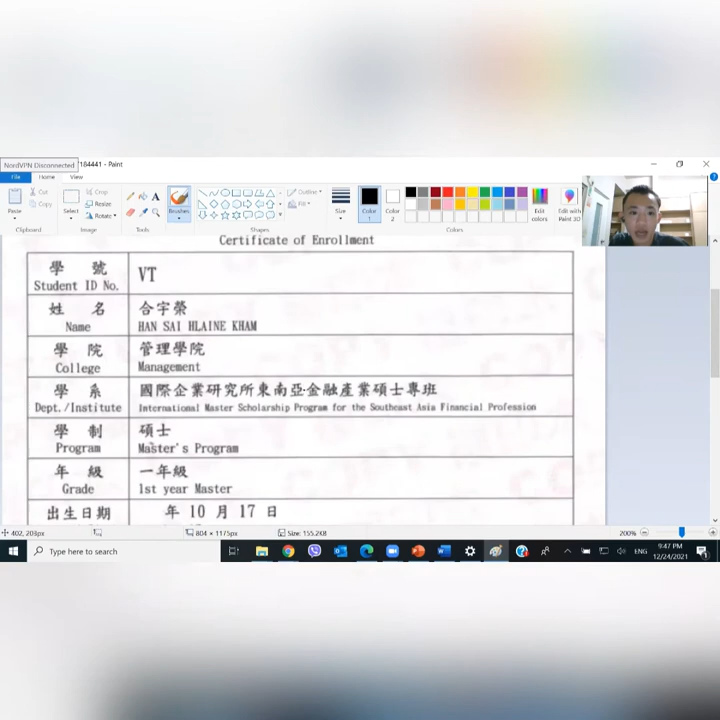 NordVPN Disconnected
184441 - Paint
File
Home
View
Paste
Cut
Copy
Clipboard
Select
Crop
Resize
Rotate
Image
Tools
Brushes
Shapes
Outline
Fill
Size
Color 1
Color 2
Colors
Edit colors
Edit with Paint 3D
Certificate of Enrollment
學 號
Student ID No.
VT
姓 名
Name
合宇榮
HAN SAI HLAINE KHAM
學 院
College
管理學院
Management
學 系
Dept./Institute
國際企業研究所東南亞金融產業碩士專班
International Master Scholarship Program for the Southeast Asia Financial Profession
學 制
Program
碩士
Master's Program
年 級
Grade
一年級
1st year Master
出生日期
年 10 月 17 日
402, 203px
804 × 1175px
Size: 155.2KB
200%
Type here to search
ENG
9:47 PM
12/24/2021